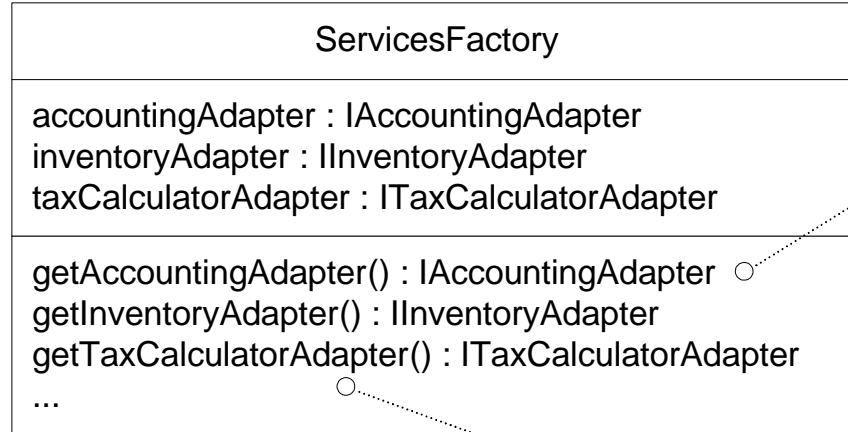 ServicesFactory
accountingAdapter : IAccountingAdapter
inventoryAdapter : IInventoryAdapter
taxCalculatorAdapter : ITaxCalculatorAdapter
getAccountingAdapter() : IAccountingAdapter
getInventoryAdapter() : IInventoryAdapter
getTaxCalculatorAdapter() : ITaxCalculatorAdapter
...